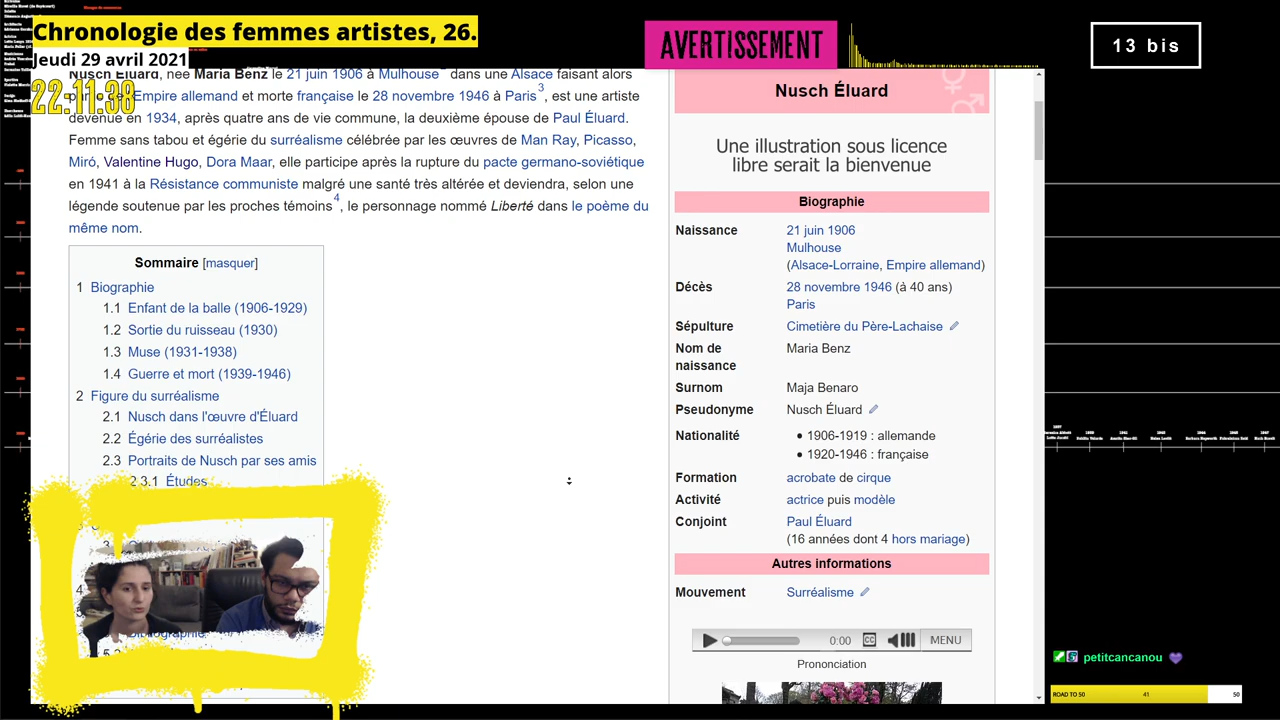 Chronologie des femmes artistes, 26.
Jeudi 29 avril 2021
22.11.38
AVERTISSEMENT
13 bis
Nusch Éluard, née Maria Benz le 21 juin 1906 à Mulhouse dans une Alsace faisant alors
Empire allemand et morte française le 28 novembre 1946 à Paris3, est une artiste
devenue en 1934, après quatre ans de vie commune, la deuxième épouse de Paul Éluard.
Femme sans tabou et égérie du surréalisme célébrée par les œuvres de Man Ray, Picasso,
Miró, Valentine Hugo, Dora Maar, elle participe après la rupture du pacte germano-soviétique
en 1941 à la Résistance communiste malgré une santé très altérée et deviendra, selon une
légende soutenue par les proches témoins4, le personnage nommé Liberté dans le poème du
même nom.
Sommaire [masquer]
1 Biographie
1.1 Enfant de la balle (1906-1929)
1.2 Sortie du ruisseau (1930)
1.3 Muse (1931-1938)
1.4 Guerre et mort (1939-1946)
2 Figure du surréalisme
2.1 Nusch dans l'œuvre d'Éluard
2.2 Égérie des surréalistes
2.3 Portraits de Nusch par ses amis
2.3.1 Études
Bibliographie
Nusch Éluard
Une illustration sous licence
libre serait la bienvenue
Biographie
Naissance
21 juin 1906
Mulhouse
(Alsace-Lorraine, Empire allemand)
Décès
28 novembre 1946 (à 40 ans)
Paris
Sépulture
Cimetière du Père-Lachaise
Nom de
naissance
Maria Benz
Surnom
Maja Benaro
Pseudonyme
Nusch Éluard
Nationalité
• 1906-1919 : allemande
• 1920-1946 : française
Formation
acrobate de cirque
Activité
actrice puis modèle
Conjoint
Paul Éluard
(16 années dont 4 hors mariage)
Autres informations
Mouvement
Surréalisme
0:00
CC
MENU
Prononciation
petitcancanou
ROAD TO 50
41
50